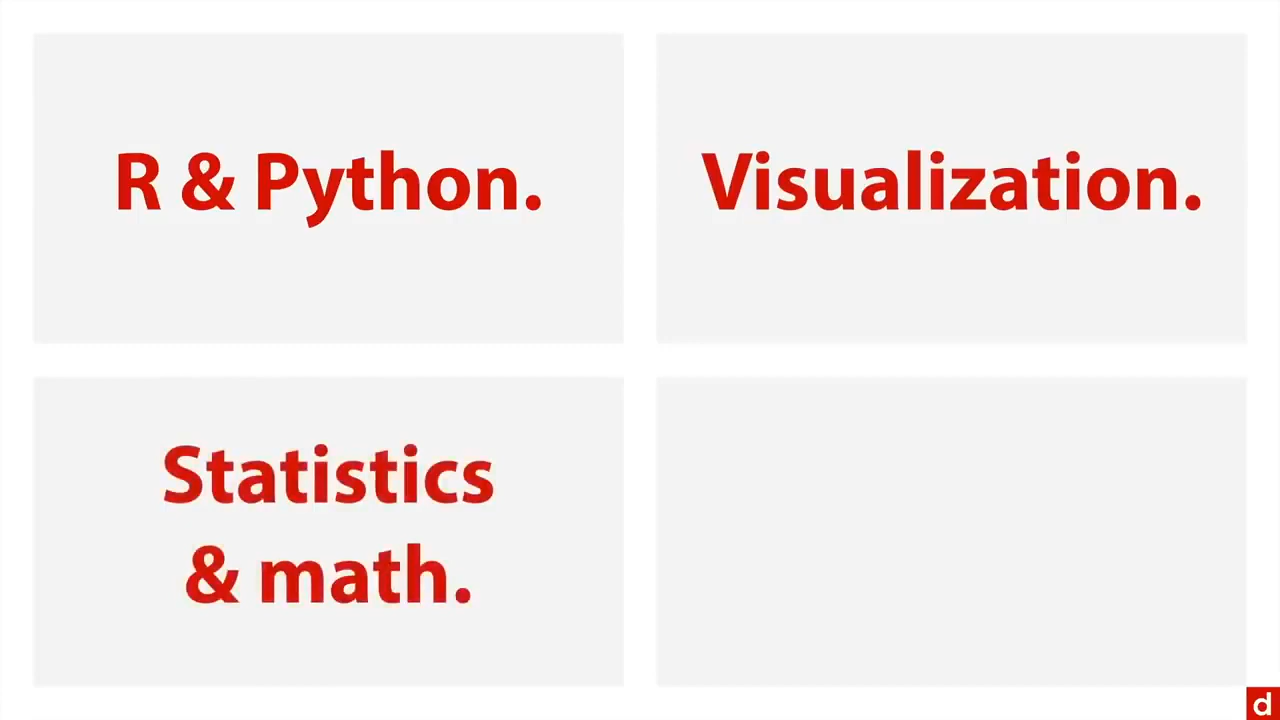 R & Python.
Visualization.
Statistics
& math.
d